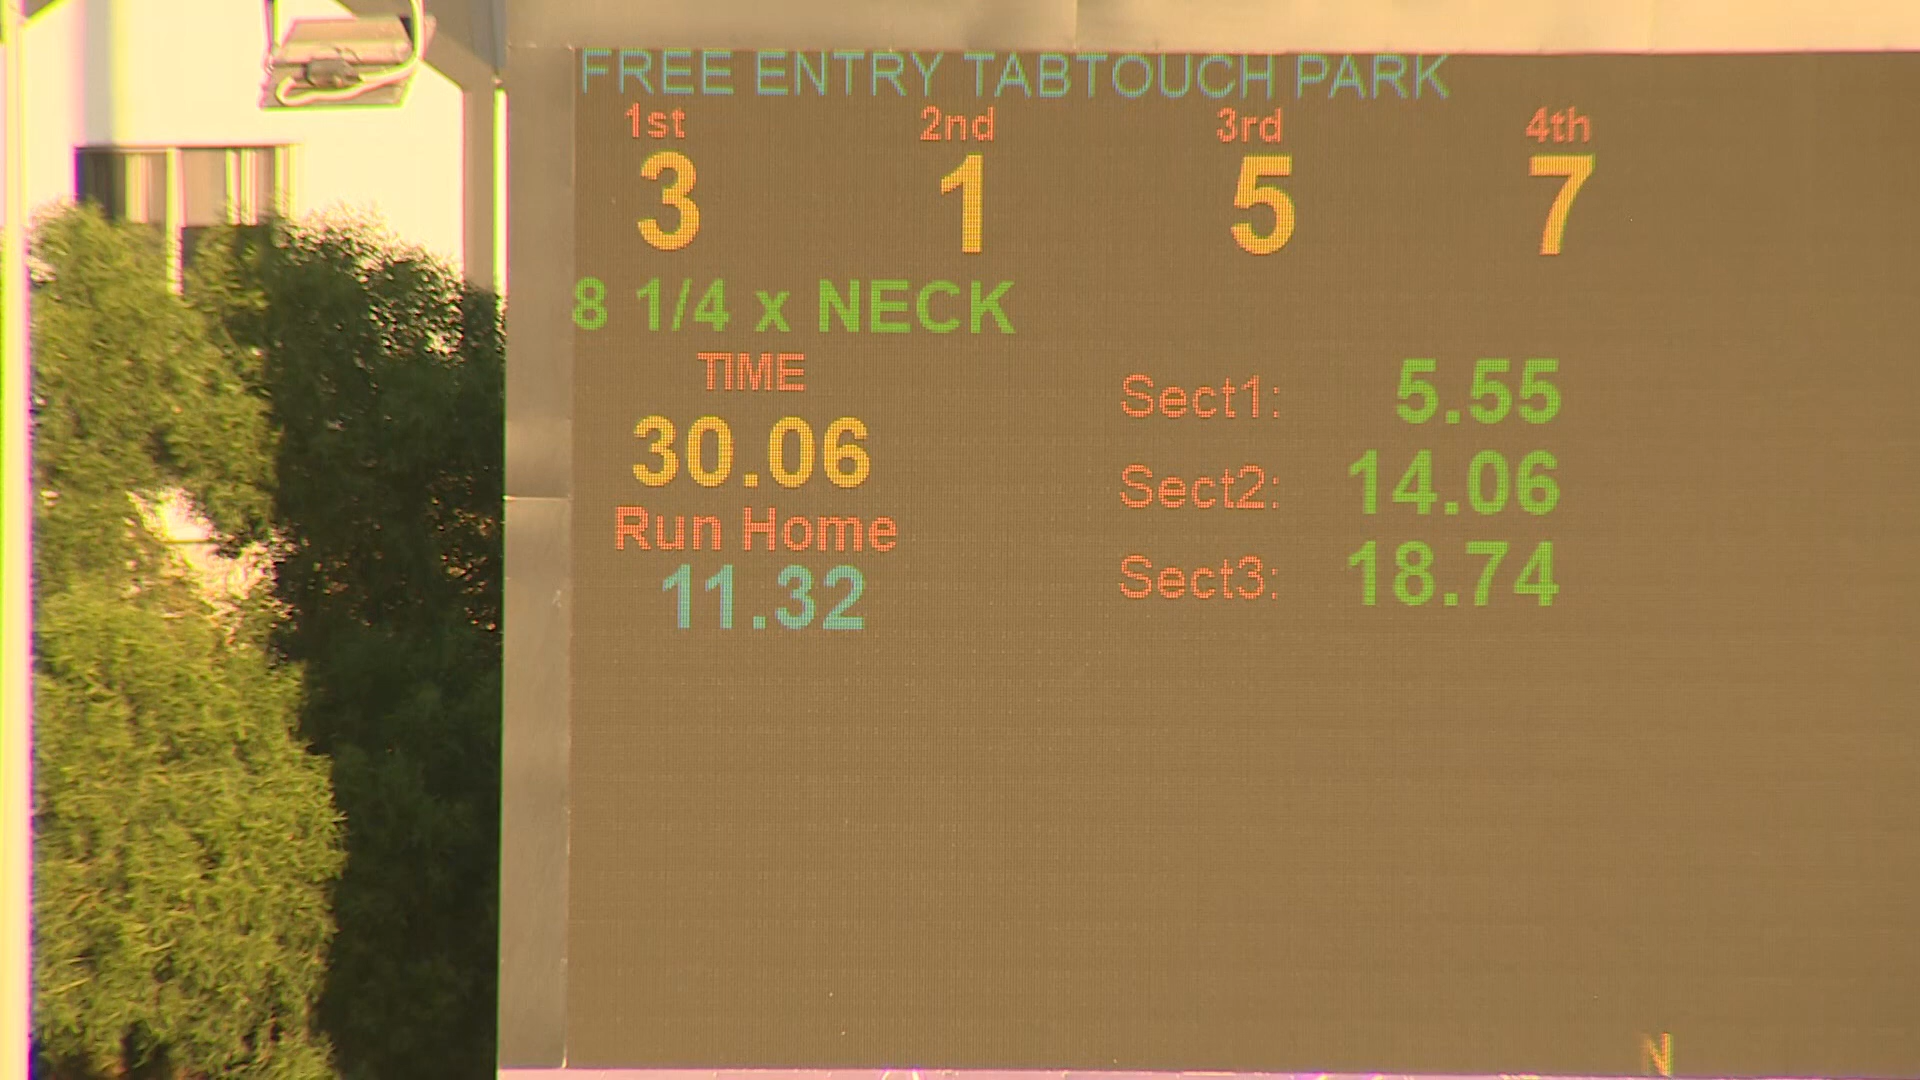 FREE ENTRY TABTOUCH PARK
1st 2nd 3rd 4th
3 1 5 7
8 1/4 x NECK
TIME
30.06
Run Home
11.32
Sect1: 5.55
Sect2: 14.06
Sect3: 18.74
N